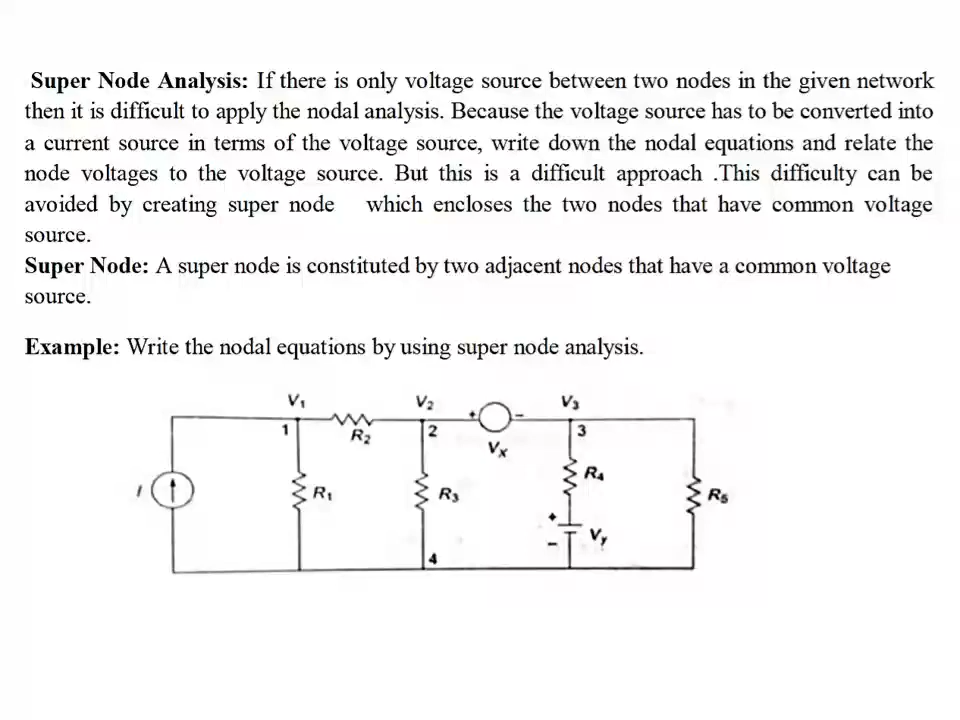 Super Node Analysis: If there is only voltage source between two nodes in the given network
then it is difficult to apply the nodal analysis. Because the voltage source has to be converted into
a current source in terms of the voltage source, write down the nodal equations and relate the
node voltages to the voltage source. But this is a difficult approach .This difficulty can be
avoided by creating super node which encloses the two nodes that have common voltage
source.
Super Node: A super node is constituted by two adjacent nodes that have a common voltage
source.
Example: Write the nodal equations by using super node analysis.
V₁ V₂ + - V₃
1 R₂ 2 Vₓ 3
I R₁ R₃ R₄ R₅
+ - Vᵧ
4